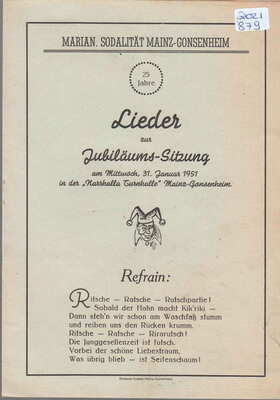 2021
879
MARIAN. SODALITÄT MAINZ-GONSENHEIM
25
Jahre
Lieder
zur
Jubiläums-Sitzung
am Mittwoch, 31. Januar 1951
in der „Narrhalla Turnhalle" Mainz-Gonsenheim
Refrain:
Ritsche — Ratsche — Rutschpartie!
Sobald der Hahn macht Kik'riki —
Dann steh'n wir schon am Waschfaß stumm
und reiben uns den Rücken krumm.
Ritsche — Ratsche — Rirarutsch!
Die Junggesellenzeit ist futsch.
Vorbei der schöne Liebestraum,
Was übrig blieb — ist Seifenschaum!